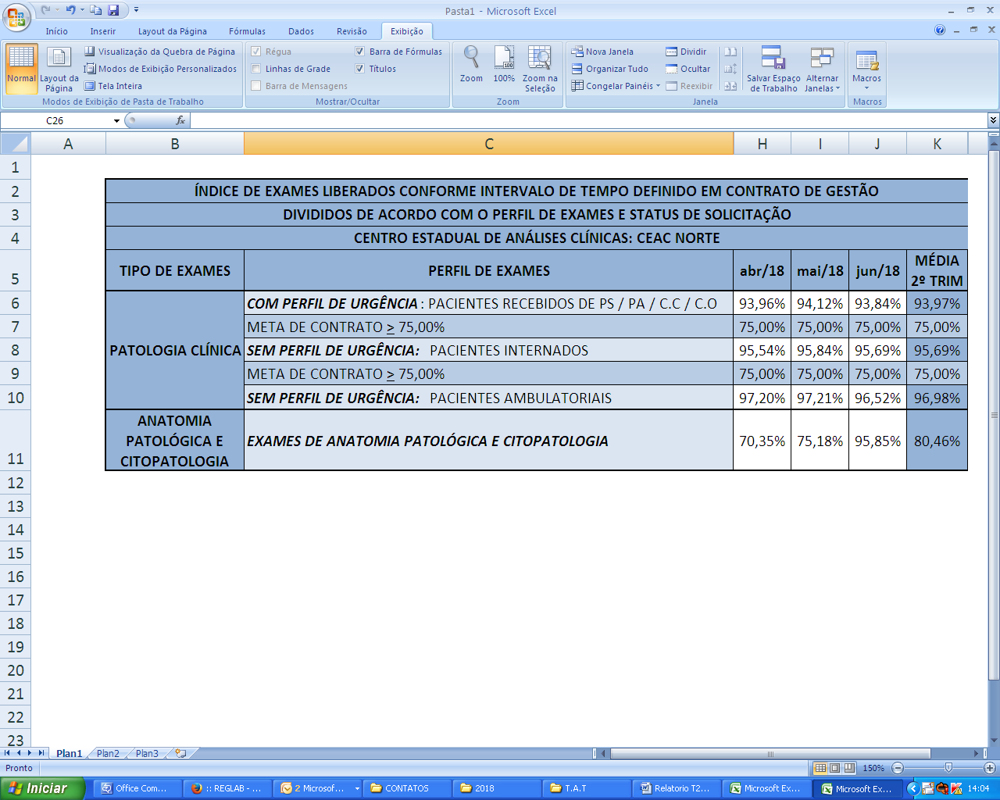 Pasta1 - Microsoft Excel
Início Inserir Layout da Página Fórmulas Dados Revisão Exibição
Normal
Layout da Página
Visualização da Quebra de Página
Modos de Exibição Personalizados
Tela Inteira
Modos de Exibição de Pasta de Trabalho
Régua
Linhas de Grade
Barra de Mensagens
Barra de Fórmulas
Títulos
Mostrar/Ocultar
Zoom
100%
Zoom na Seleção
Zoom
Nova Janela
Organizar Tudo
Congelar Painéis
Dividir
Ocultar
Reexibir
Salvar Espaço de Trabalho
Alternar Janelas
Janela
Macros
Macros
C26 fx
A B C H I J K
1
2 ÍNDICE DE EXAMES LIBERADOS CONFORME INTERVALO DE TEMPO DEFINIDO EM CONTRATO DE GESTÃO
3 DIVIDIDOS DE ACORDO COM O PERFIL DE EXAMES E STATUS DE SOLICITAÇÃO
4 CENTRO ESTADUAL DE ANÁLISES CLÍNICAS: CEAC NORTE
5 TIPO DE EXAMES PERFIL DE EXAMES abr/18 mai/18 jun/18 MÉDIA 2º TRIM
6 COM PERFIL DE URGÊNCIA : PACIENTES RECEBIDOS DE PS / PA / C.C / C.O 93,96% 94,12% 93,84% 93,97%
7 META DE CONTRATO ≥ 75,00% 75,00% 75,00% 75,00% 75,00%
8 PATOLOGIA CLÍNICA SEM PERFIL DE URGÊNCIA: PACIENTES INTERNADOS 95,54% 95,84% 95,69% 95,69%
9 META DE CONTRATO ≥ 75,00% 75,00% 75,00% 75,00% 75,00%
10 SEM PERFIL DE URGÊNCIA: PACIENTES AMBULATORIAIS 97,20% 97,21% 96,52% 96,98%
11 ANATOMIA PATOLÓGICA E CITOPATOLOGIA EXAMES DE ANATOMIA PATOLÓGICA E CITOPATOLOGIA 70,35% 75,18% 95,85% 80,46%
12
13
14
15
16
17
18
19
20
21
22
23
Plan1 Plan2 Plan3
Pronto 150%
Iniciar Office Com... :: REGLAB - ... 2 Microsof... CONTATOS 2018 T.A.T Relatorio T2... Microsoft Ex... Microsoft Ex... 14:04